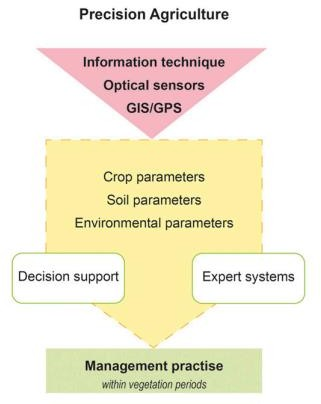 Precision Agriculture
Information technique
Optical sensors
GIS/GPS
Crop parameters
Soil parameters
Environmental parameters
Decision support
Expert systems
Management practise
within vegetation periods